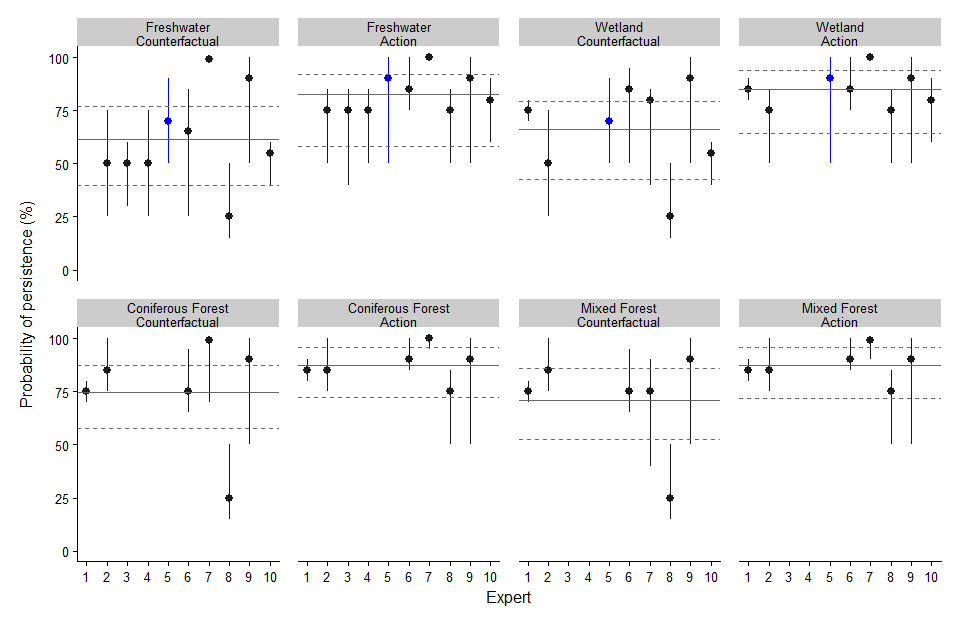 Freshwater
Counterfactual
Freshwater
Action
Wetland
Counterfactual
Wetland
Action
100
75
50
25
0
Probability of persistence (%)
Coniferous Forest
Counterfactual
Coniferous Forest
Action
Mixed Forest
Counterfactual
Mixed Forest
Action
100
75
50
25
0
1 2 3 4 5 6 7 8 9 10
1 2 3 4 5 6 7 8 9 10
1 2 3 4 5 6 7 8 9 10
1 2 3 4 5 6 7 8 9 10
Expert